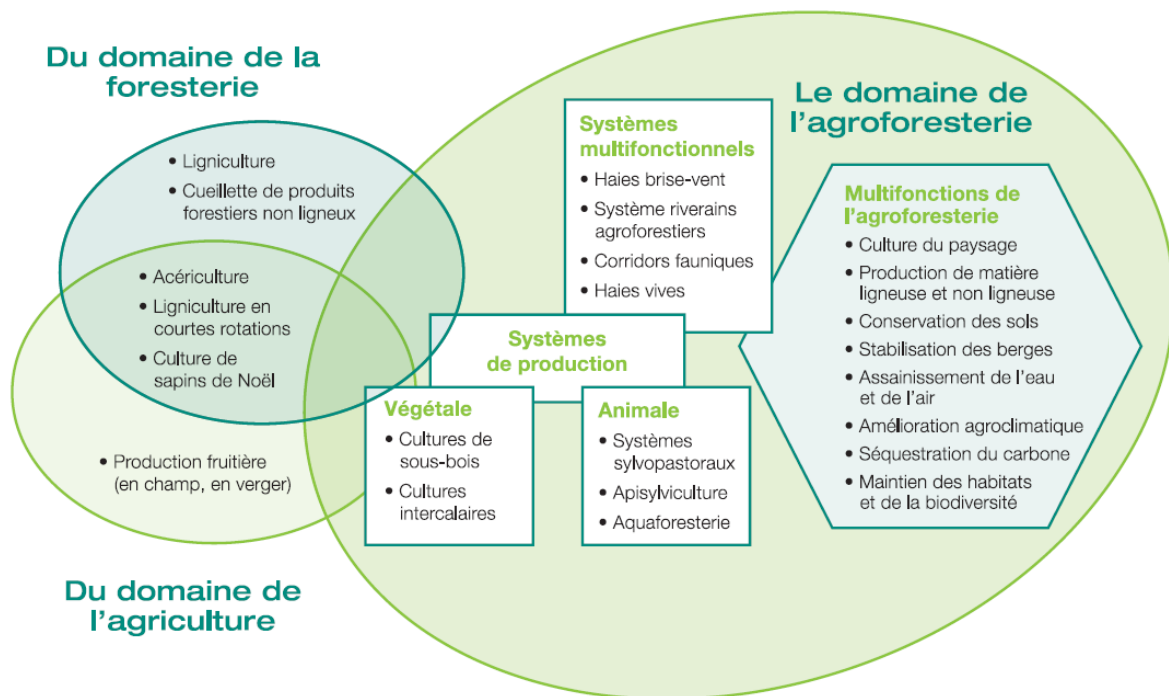 Du domaine de la
foresterie
• Ligniculture
• Cueillette de produits
forestiers non ligneux
• Acériculture
• Ligniculture en
courtes rotations
• Culture de
sapins de Noël
• Production fruitière
(en champ, en verger)
Du domaine de
l'agriculture
Le domaine de
l'agroforesterie
Systèmes
multifonctionnels
• Haies brise-vent
• Système riverains
agroforestiers
• Corridors fauniques
• Haies vives
Systèmes
de production
Végétale
• Cultures de
sous-bois
• Cultures
intercalaires
Animale
• Systèmes
sylvopastoraux
• Apisylviculture
• Aquaforesterie
Multifonctions de
l'agroforesterie
• Culture du paysage
• Production de matière
ligneuse et non ligneuse
• Conservation des sols
• Stabilisation des berges
• Assainissement de l'eau
et de l'air
• Amélioration agroclimatique
• Séquestration du carbone
• Maintien des habitats
et de la biodiversité